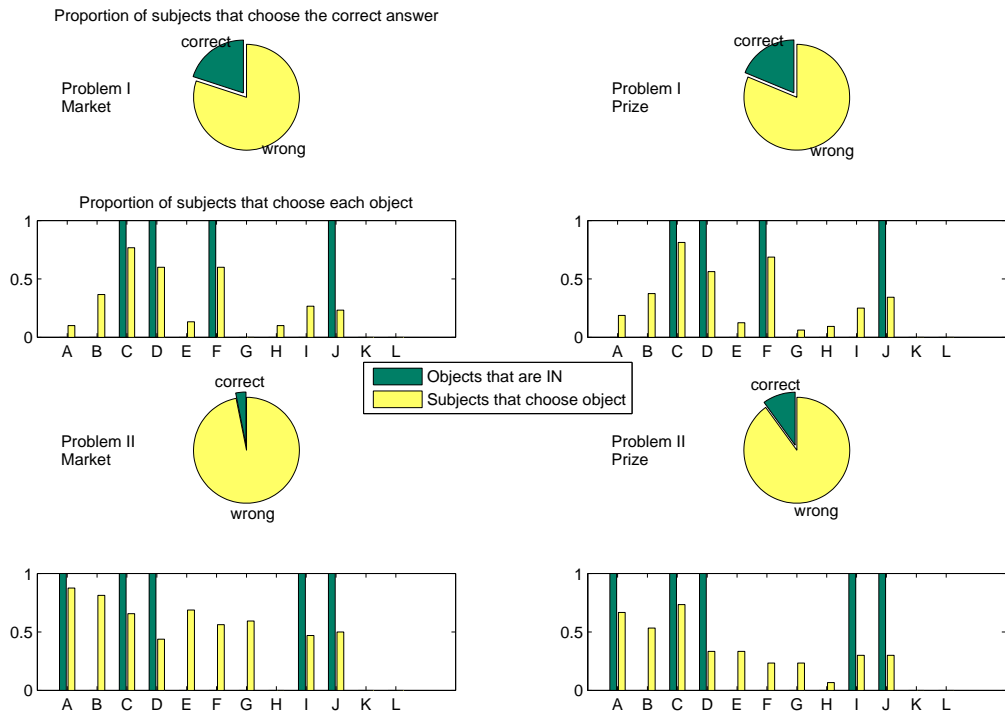 Proportion of subjects that choose the correct answer
correct
Problem I
Market
wrong
correct
Problem I
Prize
wrong
Proportion of subjects that choose each object
1
0.5
0
A B C D E F G H I J K L
1
0.5
0
A B C D E F G H I J K L
Objects that are IN
Subjects that choose object
correct
Problem II
Market
wrong
correct
Problem II
Prize
wrong
1
0.5
0
A B C D E F G H I J K L
1
0.5
0
A B C D E F G H I J K L